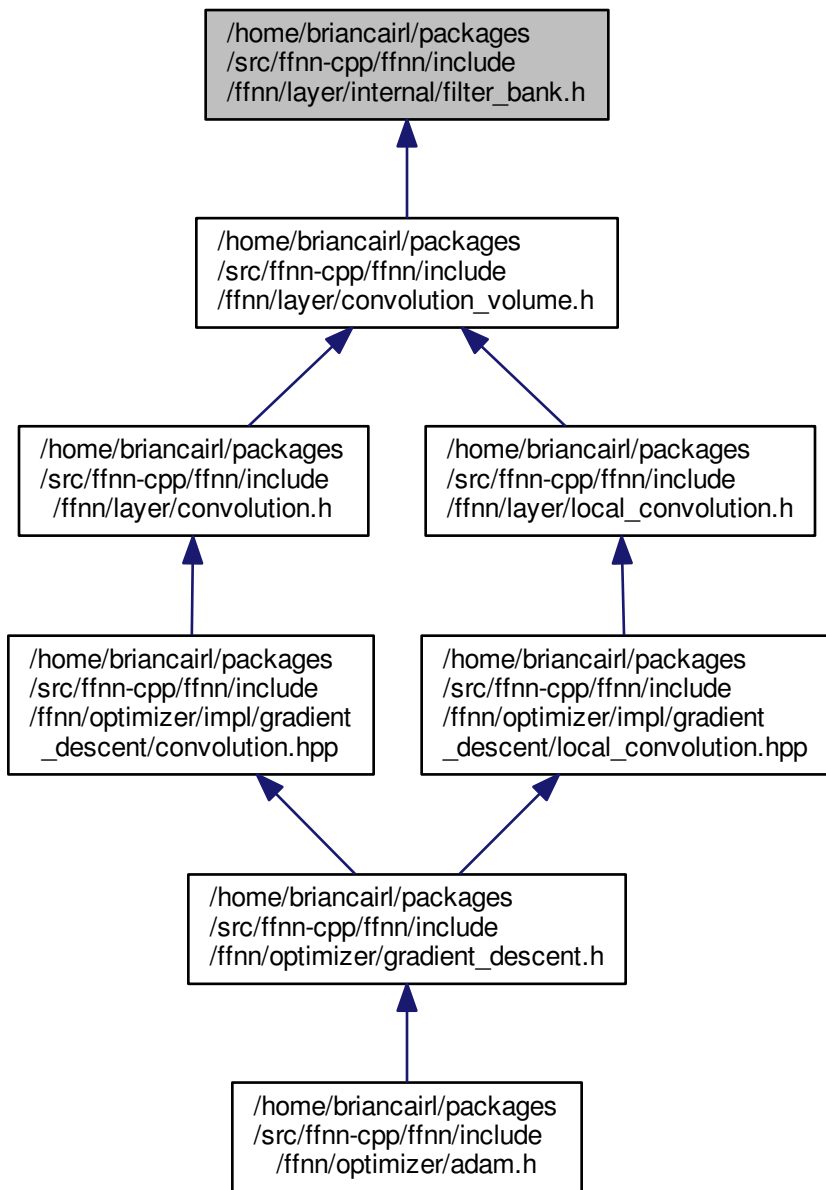 /home/briancairl/packages
/src/ffnn-cpp/ffnn/include
/ffnn/layer/internal/filter_bank.h
/home/briancairl/packages
/src/ffnn-cpp/ffnn/include
/ffnn/layer/convolution_volume.h
/home/briancairl/packages
/src/ffnn-cpp/ffnn/include
/ffnn/layer/convolution.h
/home/briancairl/packages
/src/ffnn-cpp/ffnn/include
/ffnn/layer/local_convolution.h
/home/briancairl/packages
/src/ffnn-cpp/ffnn/include
/ffnn/optimizer/impl/gradient
_descent/convolution.hpp
/home/briancairl/packages
/src/ffnn-cpp/ffnn/include
/ffnn/optimizer/impl/gradient
_descent/local_convolution.hpp
/home/briancairl/packages
/src/ffnn-cpp/ffnn/include
/ffnn/optimizer/gradient_descent.h
/home/briancairl/packages
/src/ffnn-cpp/ffnn/include
/ffnn/optimizer/adam.h